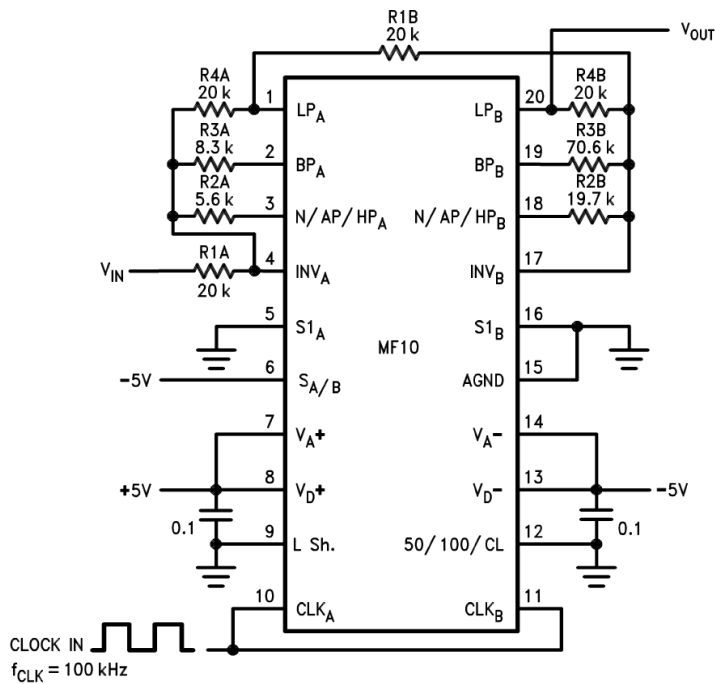 R1B
20 k
V_OUT
R4A
20 k
1
LP_A
20
LP_B
R4B
20 k
R3A
8.3 k
2
BP_A
19
BP_B
R3B
70.6 k
R2A
5.6 k
3
N/AP/HP_A
18
N/AP/HP_B
R2B
19.7 k
V_IN
R1A
20 k
4
INV_A
17
INV_B
5
S1_A
16
S1_B
MF10
-5V
6
S_A/B
15
AGND
7
V_A+
14
V_A-
+5V
8
V_D+
13
V_D-
-5V
0.1
9
L Sh.
12
50/100/CL
0.1
10
CLK_A
11
CLK_B
CLOCK IN
f_CLK = 100 kHz